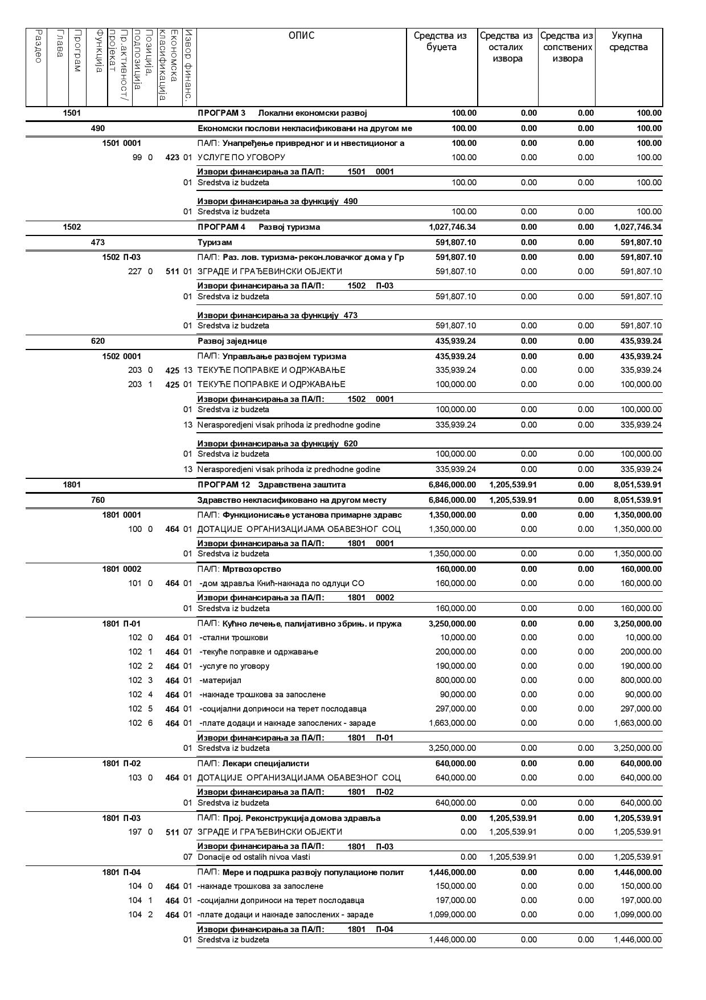 Раздео Глава Програм Функција Пр.активност/ пројекат Позиција, подпозиција Економска класификација Извор финанс. ОПИС Средства из буџета Средства из осталих извора Средства из сопствених извора Укупна средства
1501 ПРОГРАМ 3 Локални економски развој 100.00 0.00 0.00 100.00
490 Економски послови некласификовани на другом ме 100.00 0.00 0.00 100.00
1501 0001 ПА/П: Унапређење привредног и и нвестиционог а 100.00 0.00 0.00 100.00
99 0 423 01 УСЛУГЕ ПО УГОВОРУ 100.00 0.00 0.00 100.00
Извори финансирања за ПА/П: 1501 0001
01 Sredstva iz budzeta 100.00 0.00 0.00 100.00
Извори финансирања за функцију 490
01 Sredstva iz budzeta 100.00 0.00 0.00 100.00
1502 ПРОГРАМ 4 Развој туризма 1,027,746.34 0.00 0.00 1,027,746.34
473 Туризам 591,807.10 0.00 0.00 591,807.10
1502 П-03 ПА/П: Раз. лов. туризма- рекон.ловачког дома у Гр 591,807.10 0.00 0.00 591,807.10
227 0 511 01 ЗГРАДЕ И ГРАЂЕВИНСКИ ОБЈЕКТИ 591,807.10 0.00 0.00 591,807.10
Извори финансирања за ПА/П: 1502 П-03
01 Sredstva iz budzeta 591,807.10 0.00 0.00 591,807.10
Извори финансирања за функцију 473
01 Sredstva iz budzeta 591,807.10 0.00 0.00 591,807.10
620 Развој заједнице 435,939.24 0.00 0.00 435,939.24
1502 0001 ПА/П: Управљање развојем туризма 435,939.24 0.00 0.00 435,939.24
203 0 425 13 ТЕКУЋЕ ПОПРАВКЕ И ОДРЖАВАЊЕ 335,939.24 0.00 0.00 335,939.24
203 1 425 01 ТЕКУЋЕ ПОПРАВКЕ И ОДРЖАВАЊЕ 100,000.00 0.00 0.00 100,000.00
Извори финансирања за ПА/П: 1502 0001
01 Sredstva iz budzeta 100,000.00 0.00 0.00 100,000.00
13 Nerasporedjeni visak prihoda iz predhodne godine 335,939.24 0.00 0.00 335,939.24
Извори финансирања за функцију 620
01 Sredstva iz budzeta 100,000.00 0.00 0.00 100,000.00
13 Nerasporedjeni visak prihoda iz predhodne godine 335,939.24 0.00 0.00 335,939.24
1801 ПРОГРАМ 12 Здравствена заштита 6,846,000.00 1,205,539.91 0.00 8,051,539.91
760 Здравство некласификовано на другом месту 6,846,000.00 1,205,539.91 0.00 8,051,539.91
1801 0001 ПА/П: Функционисање установа примарне здравс 1,350,000.00 0.00 0.00 1,350,000.00
100 0 464 01 ДОТАЦИЈЕ ОРГАНИЗАЦИЈАМА ОБАВЕЗНОГ СОЦ 1,350,000.00 0.00 0.00 1,350,000.00
Извори финансирања за ПА/П: 1801 0001
01 Sredstva iz budzeta 1,350,000.00 0.00 0.00 1,350,000.00
1801 0002 ПА/П: Мртвозорство 160,000.00 0.00 0.00 160,000.00
101 0 464 01 -дом здравља Кнић-накнада по одлуци СО 160,000.00 0.00 0.00 160,000.00
Извори финансирања за ПА/П: 1801 0002
01 Sredstva iz budzeta 160,000.00 0.00 0.00 160,000.00
1801 П-01 ПА/П: Кућно лечење, палијативно збрињ. и пружа 3,250,000.00 0.00 0.00 3,250,000.00
102 0 464 01 -стални трошкови 10,000.00 0.00 0.00 10,000.00
102 1 464 01 -текуће поправке и одржавање 200,000.00 0.00 0.00 200,000.00
102 2 464 01 -услуге по уговору 190,000.00 0.00 0.00 190,000.00
102 3 464 01 -материјал 800,000.00 0.00 0.00 800,000.00
102 4 464 01 -накнаде трошкова за запослене 90,000.00 0.00 0.00 90,000.00
102 5 464 01 -социјални доприноси на терет послодавца 297,000.00 0.00 0.00 297,000.00
102 6 464 01 -плате додаци и накнаде запослених - зараде 1,663,000.00 0.00 0.00 1,663,000.00
Извори финансирања за ПА/П: 1801 П-01
01 Sredstva iz budzeta 3,250,000.00 0.00 0.00 3,250,000.00
1801 П-02 ПА/П: Лекари специјалисти 640,000.00 0.00 0.00 640,000.00
103 0 464 01 ДОТАЦИЈЕ ОРГАНИЗАЦИЈАМА ОБАВЕЗНОГ СОЦ 640,000.00 0.00 0.00 640,000.00
Извори финансирања за ПА/П: 1801 П-02
01 Sredstva iz budzeta 640,000.00 0.00 0.00 640,000.00
1801 П-03 ПА/П: Прој. Реконструкција домова здравља 0.00 1,205,539.91 0.00 1,205,539.91
197 0 511 07 ЗГРАДЕ И ГРАЂЕВИНСКИ ОБЈЕКТИ 0.00 1,205,539.91 0.00 1,205,539.91
Извори финансирања за ПА/П: 1801 П-03
07 Donacije od ostalih nivoa vlasti 0.00 1,205,539.91 0.00 1,205,539.91
1801 П-04 ПА/П: Мере и подршка развоју популационе полит 1,446,000.00 0.00 0.00 1,446,000.00
104 0 464 01 -накнаде трошкова за запослене 150,000.00 0.00 0.00 150,000.00
104 1 464 01 -социјални доприноси на терет послодавца 197,000.00 0.00 0.00 197,000.00
104 2 464 01 -плате додаци и накнаде запослених - зараде 1,099,000.00 0.00 0.00 1,099,000.00
Извори финансирања за ПА/П: 1801 П-04
01 Sredstva iz budzeta 1,446,000.00 0.00 0.00 1,446,000.00